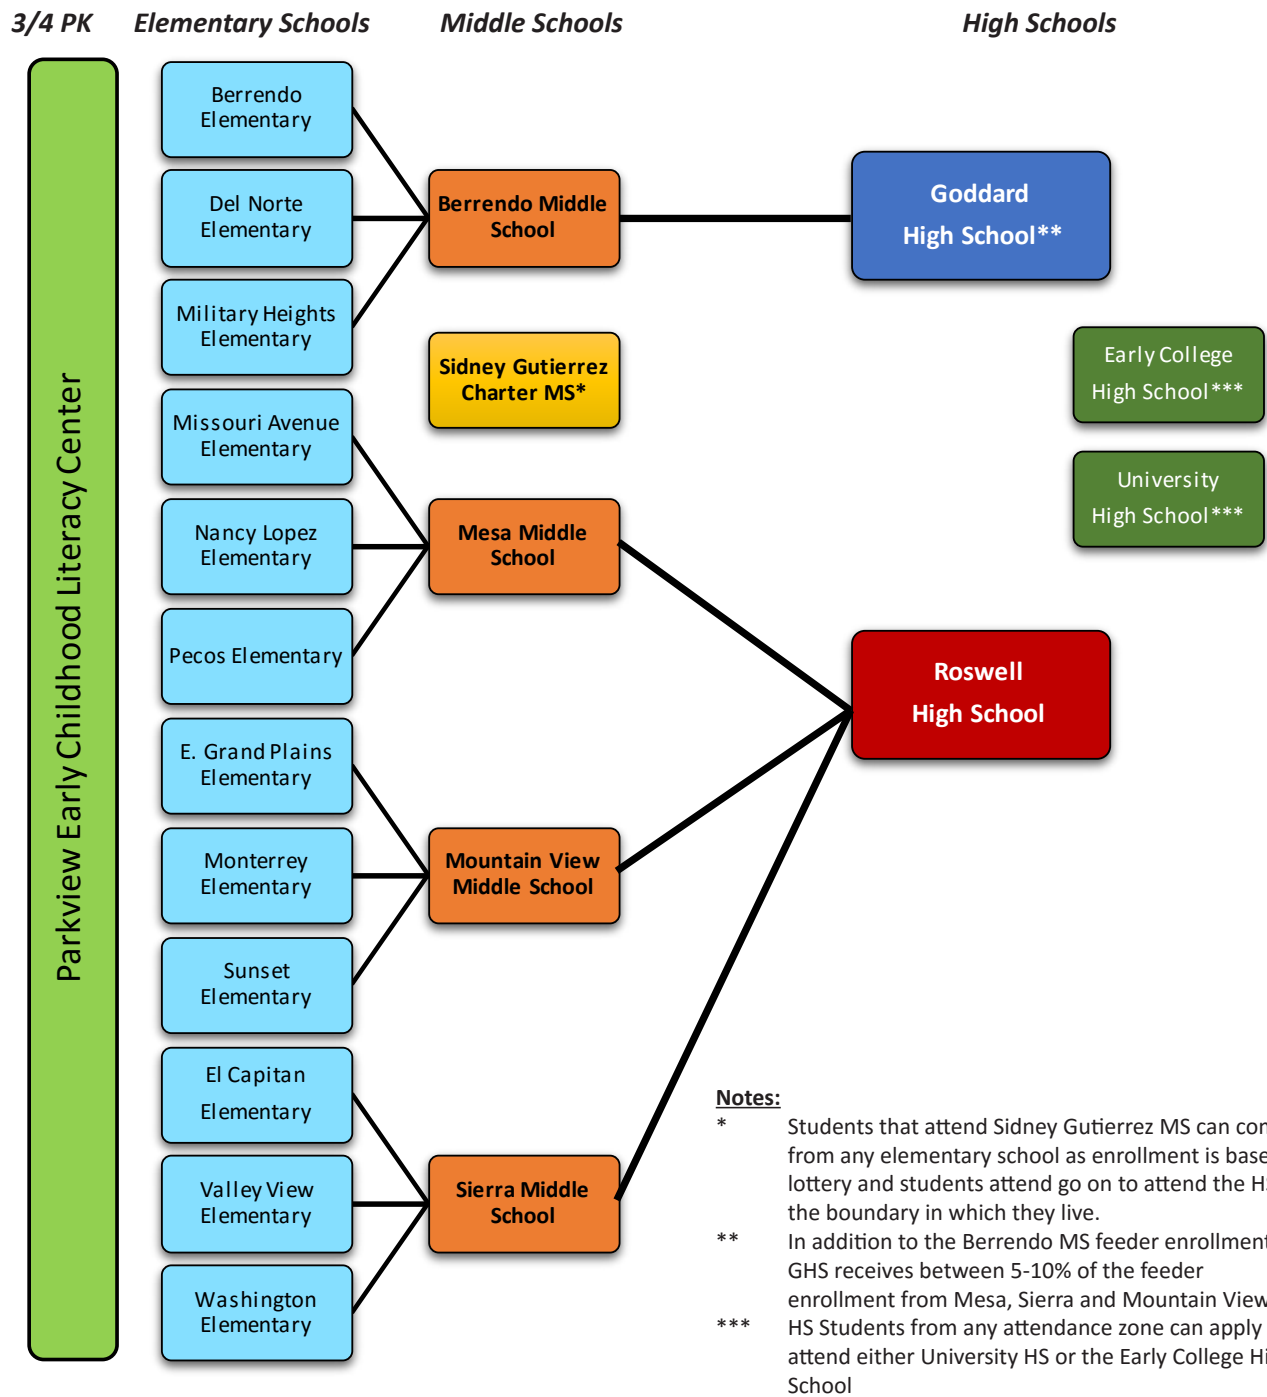 3/4 PK Elementary Schools Middle Schools High Schools
Parkview Early Childhood Literacy Center
Berrendo
Elementary
Del Norte
Elementary
Military Heights
Elementary
Missouri Avenue
Elementary
Nancy Lopez
Elementary
Pecos Elementary
E. Grand Plains
Elementary
Monterrey
Elementary
Sunset
Elementary
El Capitan
Elementary
Valley View
Elementary
Washington
Elementary
Berrendo Middle
School
Sidney Gutierrez
Charter MS*
Mesa Middle
School
Mountain View
Middle School
Sierra Middle
School
Goddard
High School**
Early College
High School***
University
High School***
Roswell
High School
Notes:
* Students that attend Sidney Gutierrez MS can
from any elementary school as enrollment is
lottery and students attend go on to attend the
the boundary in which they live.
** In addition to the Berrendo MS feeder enrollment
GHS receives between 5-10% of the feeder
enrollment from Mesa, Sierra and Mountain View
*** HS Students from any attendance zone can apply
attend either University HS or the Early College
School